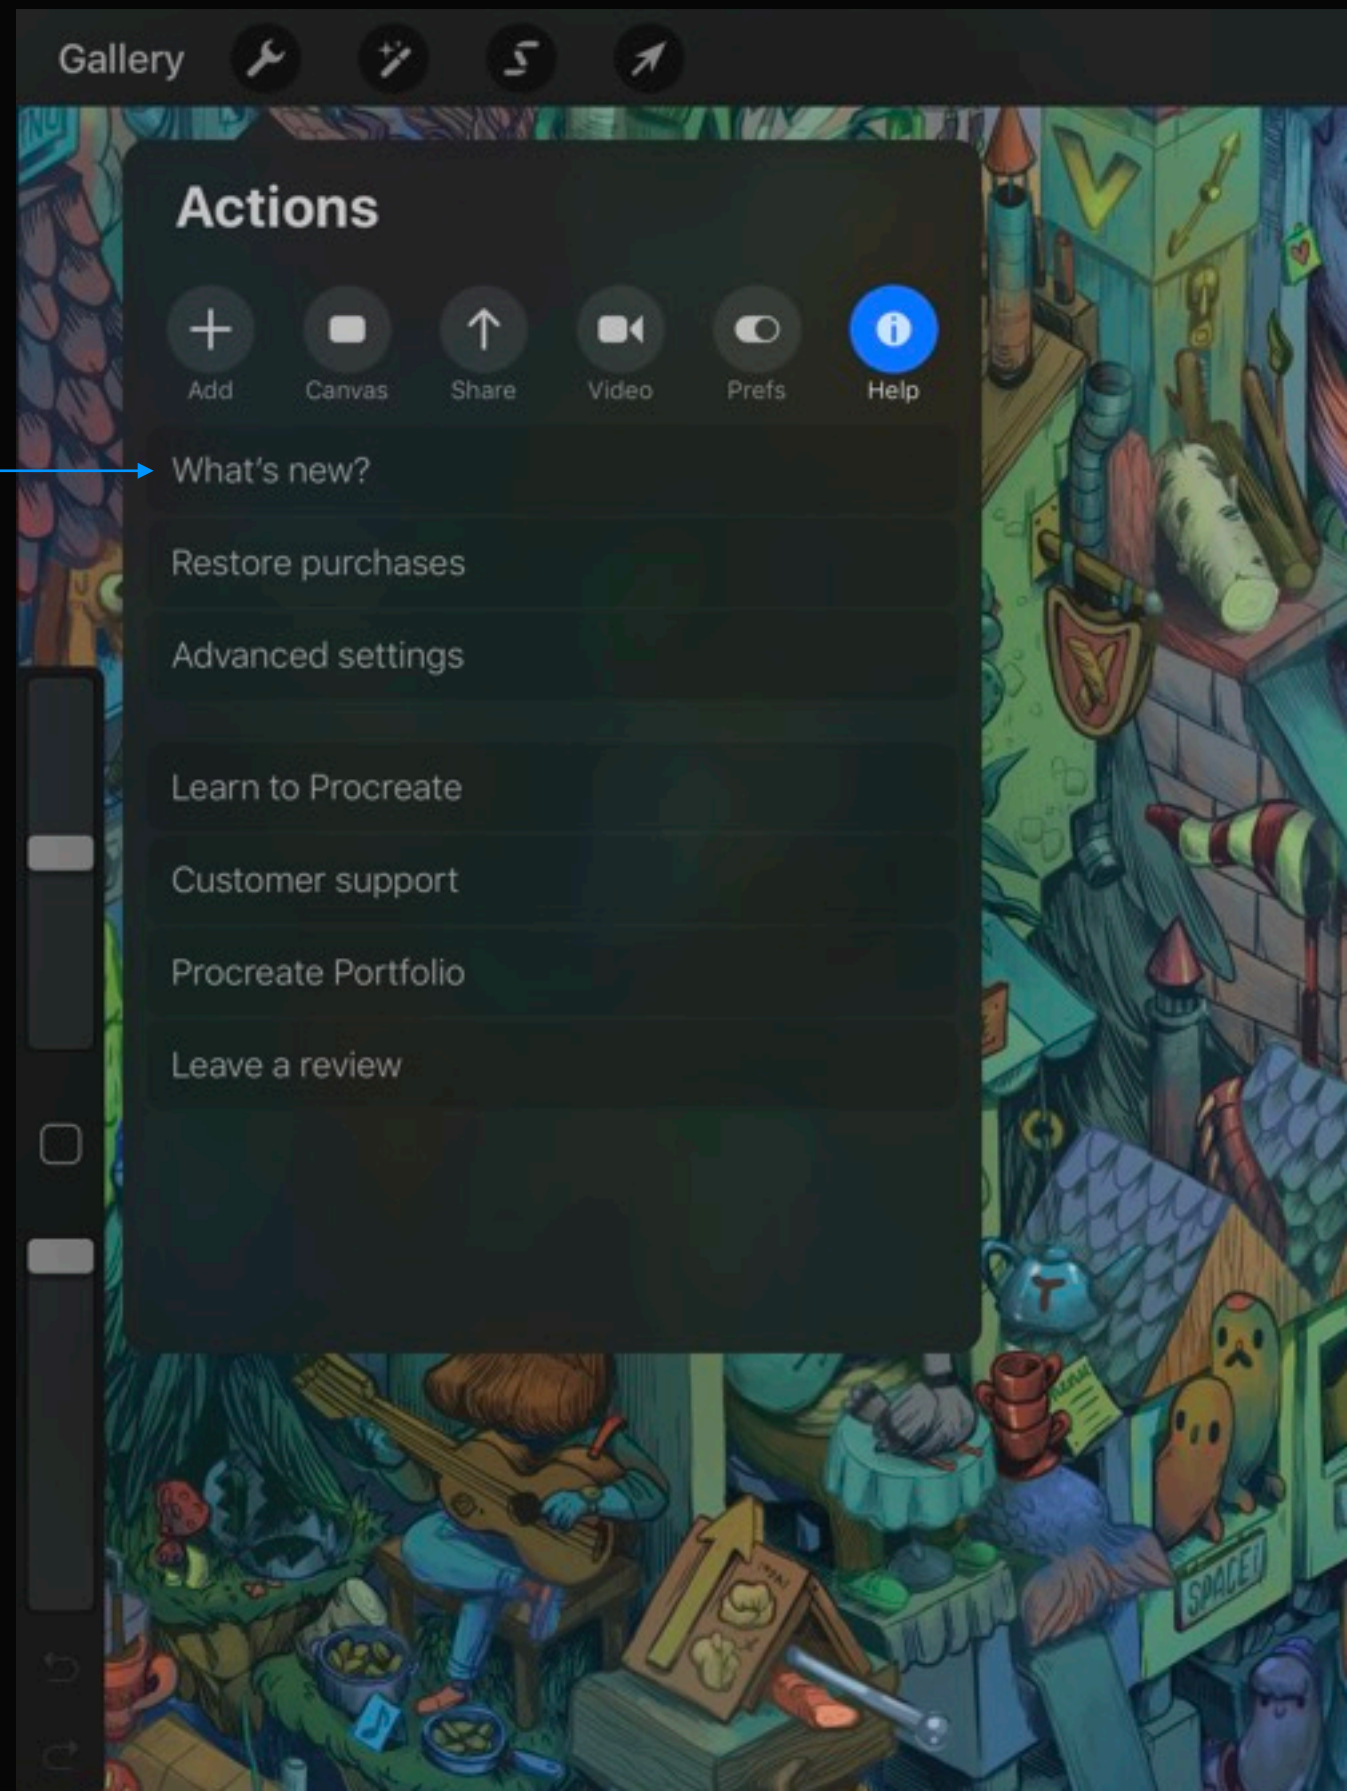 Gallery
Actions
Add Canvas Share Video Prefs Help
What's new?
Restore purchases
Advanced settings
Learn to Procreate
Customer support
Procreate Portfolio
Leave a review
V
T
MENU
SPACE!